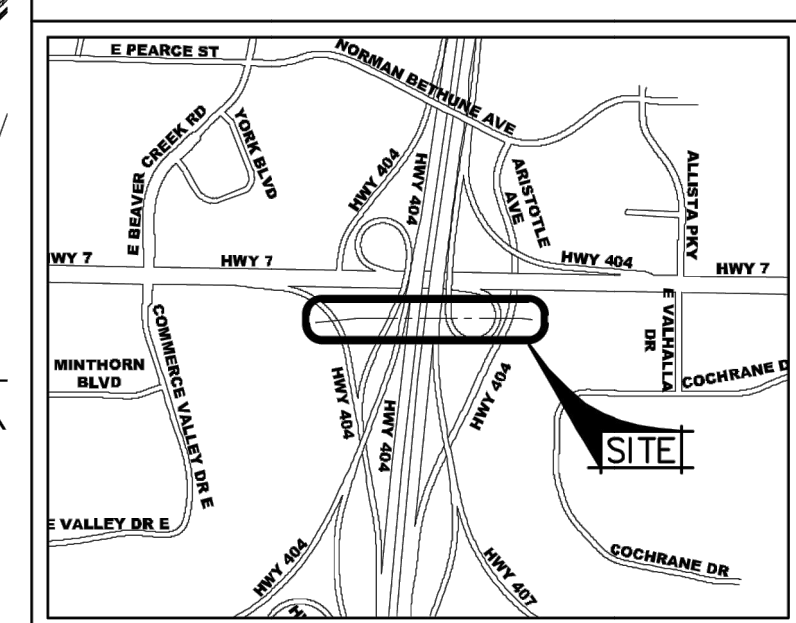 E PEARCE ST
NORMAN BETHUNE AVE
E BEAVER CREEK RD
YORK BLVD
HWY 404
HWY 404
ARISTOTLE
AVE
ALLISTA PKY
WY 7
HWY 7
HWY 404
HWY 7
COMMERCE VALLEY DR E
MINTHORN
BLVD
HWY 404
HWY 404
HWY 404
E VALHALLA
DR
COCHRANE D
SITE
E VALLEY DR E
HWY 404
HWY 407
COCHRANE DR